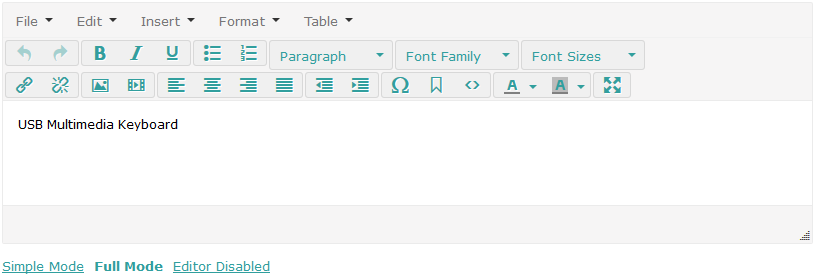 File Edit Insert Format Table
B I U Paragraph Font Family Font Sizes
Ω <> A A
USB Multimedia Keyboard
Simple Mode Full Mode Editor Disabled